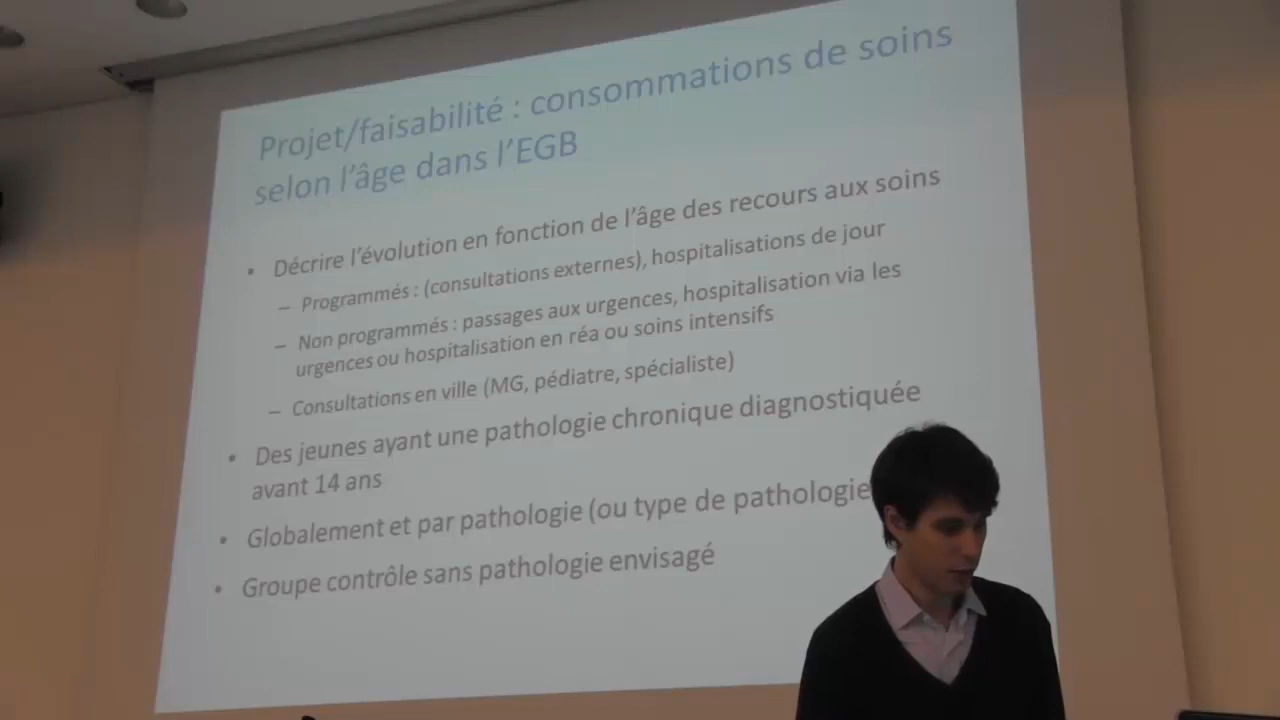 Projet/faisabilité : consommations de soins
selon l'âge dans l'EGB
• Décrire l'évolution en fonction de l'âge des recours aux soins
– Programmés : (consultations externes), hospitalisations de jour
– Non programmés : passages aux urgences, hospitalisation via les
urgences ou hospitalisation en réa ou soins intensifs
– Consultations en ville (MG, pédiatre, spécialiste)
• Des jeunes ayant une pathologie chronique diagnostiquée
avant 14 ans
• Globalement et par pathologie (ou type de pathologie
• Groupe contrôle sans pathologie envisagé